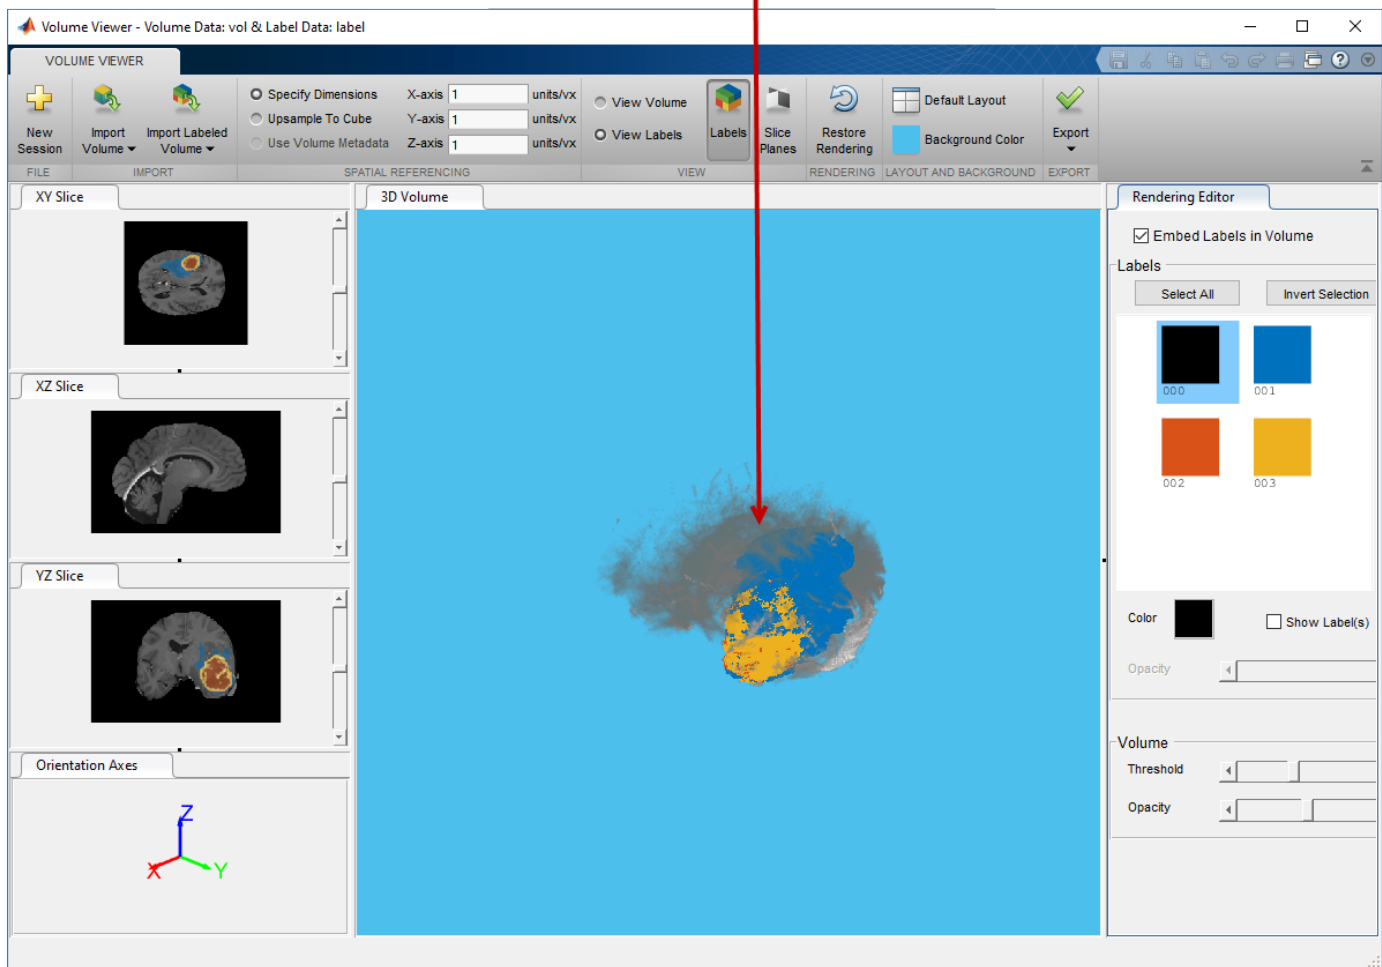 Volume Viewer - Volume Data: vol & Label Data: label
VOLUME VIEWER
New Session
Import Volume
Import Labeled Volume
Specify Dimensions
Upsample To Cube
Use Volume Metadata
X-axis 1 units/vx
Y-axis 1 units/vx
Z-axis 1 units/vx
View Volume
View Labels
Labels
Slice Planes
Restore Rendering
Default Layout
Background Color
Export
FILE
IMPORT
SPATIAL REFERENCING
VIEW
RENDERING
LAYOUT AND BACKGROUND
EXPORT
XY Slice
XZ Slice
YZ Slice
Orientation Axes
Z
X
Y
3D Volume
Rendering Editor
Embed Labels in Volume
Labels
Select All
Invert Selection
000
001
002
003
Color
Show Label(s)
Opacity
Volume
Threshold
Opacity